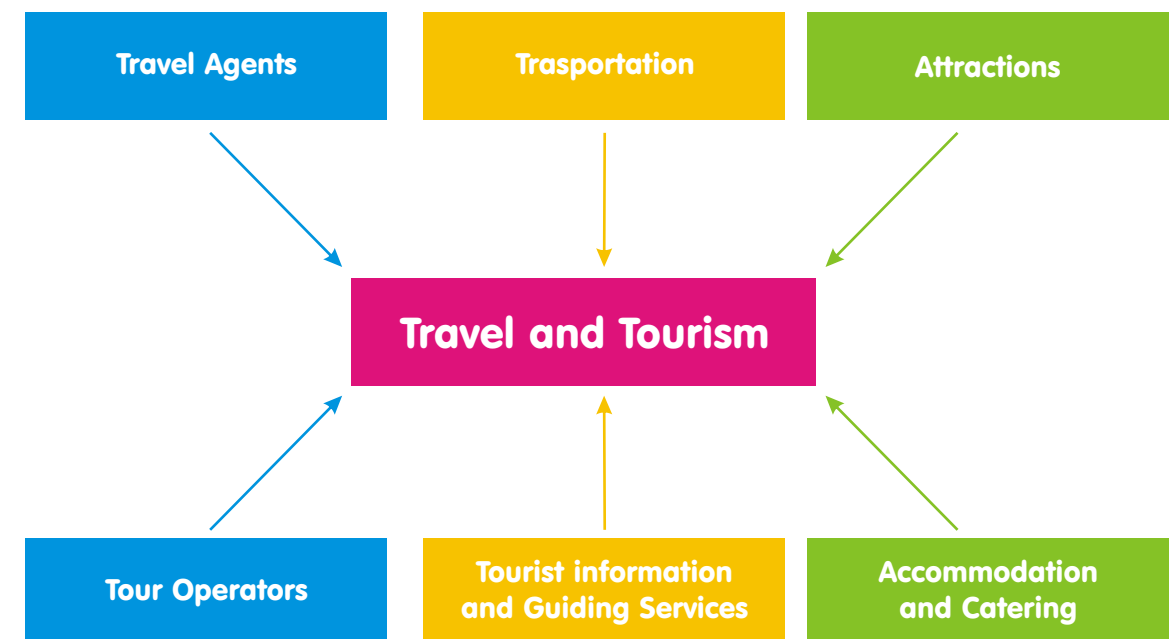 Travel Agents
Trasportation
Attractions
Travel and Tourism
Tour Operators
Tourist information
and Guiding Services
Accommodation
and Catering